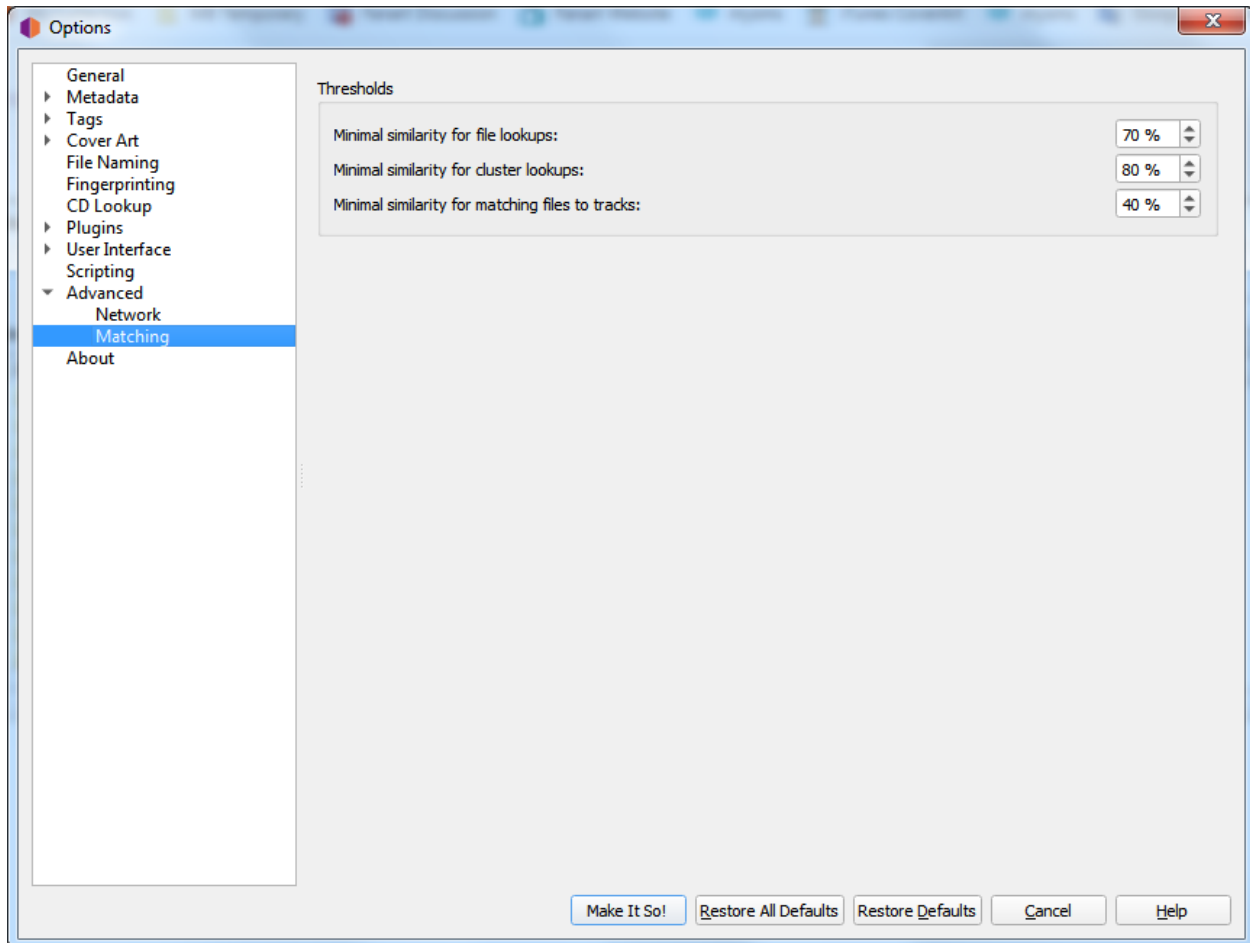 Options
General
Metadata
Tags
Cover Art
File Naming
Fingerprinting
CD Lookup
Plugins
User Interface
Scripting
Advanced
Network
Matching
About
Thresholds
Minimal similarity for file lookups: 70 %
Minimal similarity for cluster lookups: 80 %
Minimal similarity for matching files to tracks: 40 %
Make It So! Restore All Defaults Restore Defaults Cancel Help